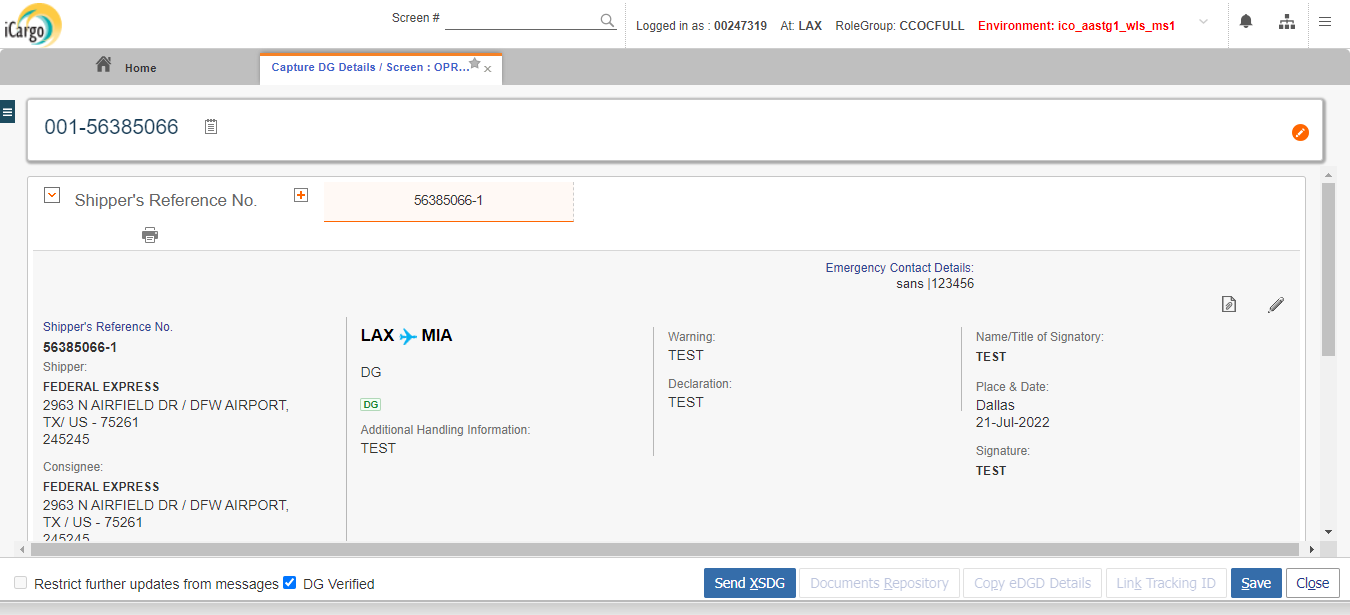 iCargo
Screen #
Logged in as : 00247319 At: LAX RoleGroup: CCOCFULL Environment: ico_aastg1_wls_ms1
Home
Capture DG Details / Screen : OPR...
001-56385066
Shipper's Reference No.
56385066-1
Emergency Contact Details:
sans |123456
Shipper's Reference No.
56385066-1
Shipper:
FEDERAL EXPRESS
2963 N AIRFIELD DR / DFW AIRPORT,
TX/ US - 75261
245245
Consignee:
FEDERAL EXPRESS
2963 N AIRFIELD DR / DFW AIRPORT,
TX / US - 75261
245245
LAX MIA
DG
DG
Additional Handling Information:
TEST
Warning:
TEST
Declaration:
TEST
Name/Title of Signatory:
TEST
Place & Date:
Dallas
21-Jul-2022
Signature:
TEST
Restrict further updates from messages DG Verified
Send XSDG Documents Repository Copy eDGD Details Link Tracking ID Save Close